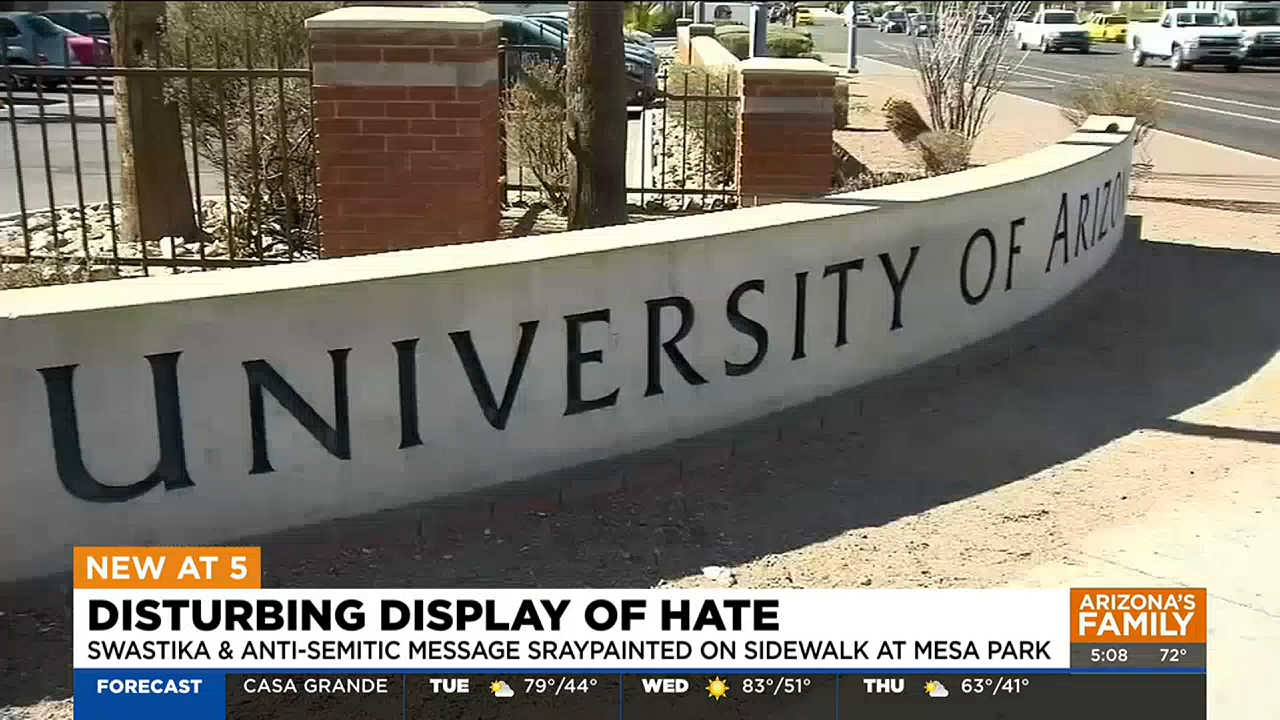 UNIVERSITY OF ARIZON
NEW AT 5
DISTURBING DISPLAY OF HATE
SWASTIKA & ANTI-SEMITIC MESSAGE SRAYPAINTED ON SIDEWALK AT MESA PARK
ARIZONA'S
FAMILY
5:08 72°
FORECAST CASA GRANDE TUE 79°/44° WED 83°/51° THU 63°/41°